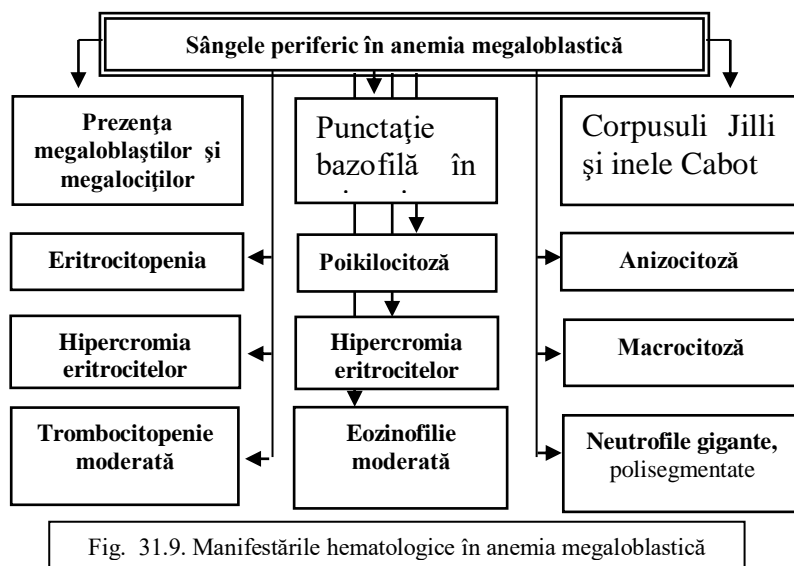 Sângele periferic în anemia megaloblastică
Prezenţa
megaloblaştilor şi
megalociţilor
Punctaţie
bazofilă în
Corpusuli Jilli
şi inele Cabot
Eritrocitopenia
Poikilocitoză
Anizocitoză
Hipercromia
eritrocitelor
Hipercromia
eritrocitelor
Macrocitoză
Trombocitopenie
moderată
Eozinofilie
moderată
Neutrofile gigante,
polisegmentate
Fig. 31.9. Manifestările hematologice în anemia megaloblastică